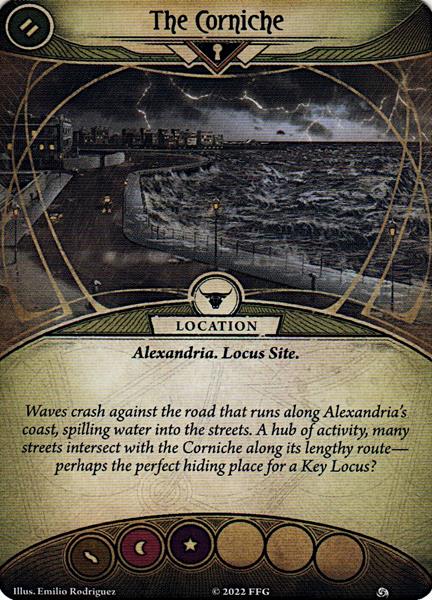 The Corniche
LOCATION
Alexandria. Locus Site.
Waves crash against the road that runs along Alexandria's
coast, spilling water into the streets. A hub of activity, many
streets intersect with the Corniche along its lengthy route—
perhaps the perfect hiding place for a Key Locus?
Illus. Emilio Rodriguez
© 2022 FFG